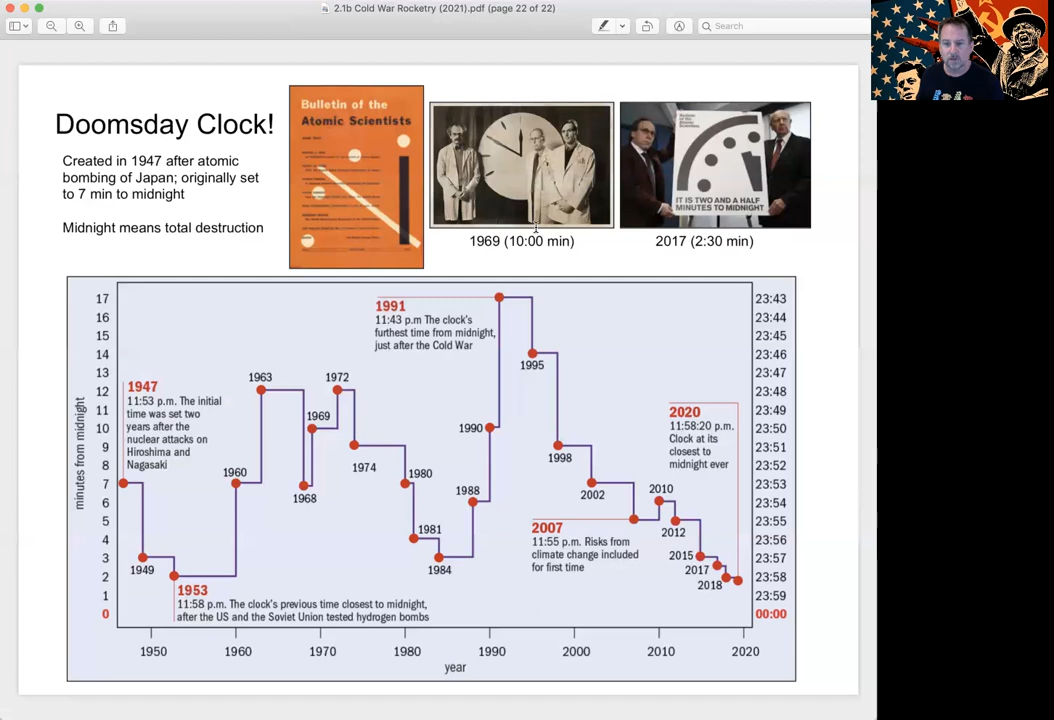 2.1b Cold War Rocketry (2021).pdf (page 22 of 22)
Search
Doomsday Clock!
Created in 1947 after atomic
bombing of Japan; originally set
to 7 min to midnight
Midnight means total destruction
Bulletin of the
Atomic Scientists
IT IS TWO AND A HALF
MINUTES TO MIDNIGHT
1969 (10:00 min)
2017 (2:30 min)
minutes from midnight
17
16
15
14
13
12
11
10
9
8
7
6
5
4
3
2
1
0
1947
11:53 p.m. The initial
time was set two
years after the
nuclear attacks on
Hiroshima and
Nagasaki
1949
1953
11:58 p.m. The clock's previous time closest to midnight,
after the US and the Soviet Union tested hydrogen bombs
1960
1963
1968
1969
1972
1974
1980
1981
1984
1988
1990
1991
11:43 p.m The clock's
furthest time from midnight,
just after the Cold War
1995
1998
2002
2007
11:55 p.m. Risks from
climate change included
for first time
2010
2012
2015
2017
2018
2020
11:58:20 p.m.
Clock at its
closest to
midnight ever
23:43
23:44
23:45
23:46
23:47
23:48
23:49
23:50
23:51
23:52
23:53
23:54
23:55
23:56
23:57
23:58
23:59
00:00
1950
1960
1970
1980
1990
2000
2010
2020
year